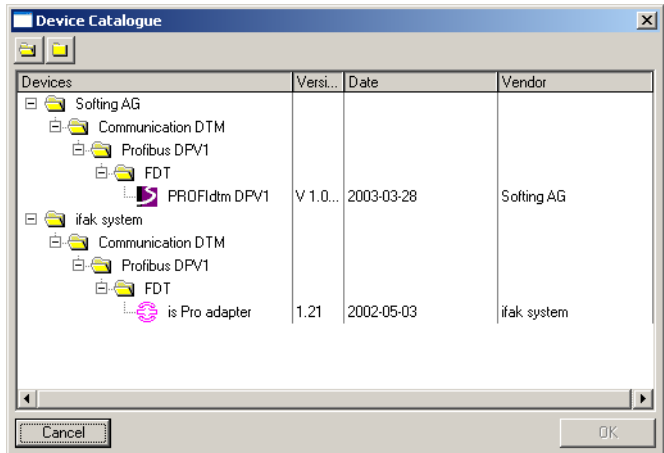 Device Catalogue
Devices Versi... Date Vendor
Softing AG
Communication DTM
Profibus DPV1
FDT
PROFIdtm DPV1 V 1.0... 2003-03-28 Softing AG
ifak system
Communication DTM
Profibus DPV1
FDT
is Pro adapter 1.21 2002-05-03 ifak system
Cancel OK